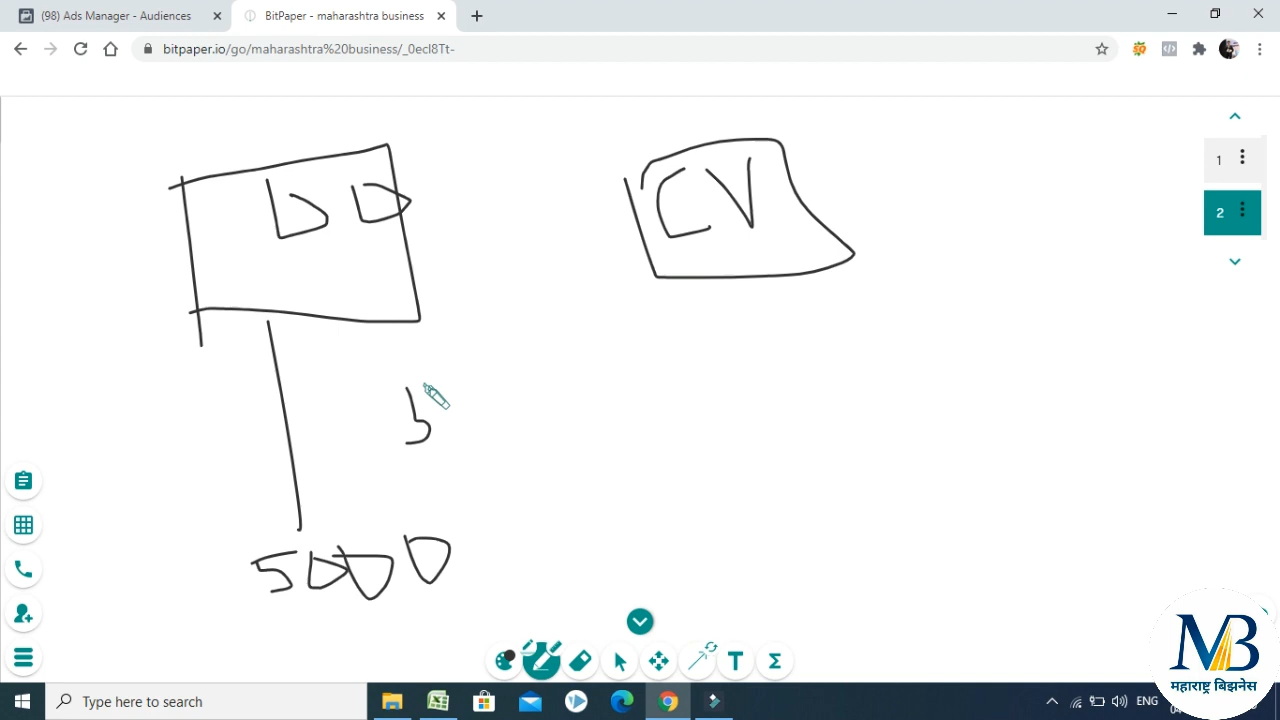 (98) Ads Manager - Audiences
BitPaper - maharashtra business
bitpaper.io/go/maharashtra%20business/_0ecI8Tt-
DD
CV
1
2
5000
T
Σ
MB
महाराष्ट्र बिझनेस
Type here to search
ENG